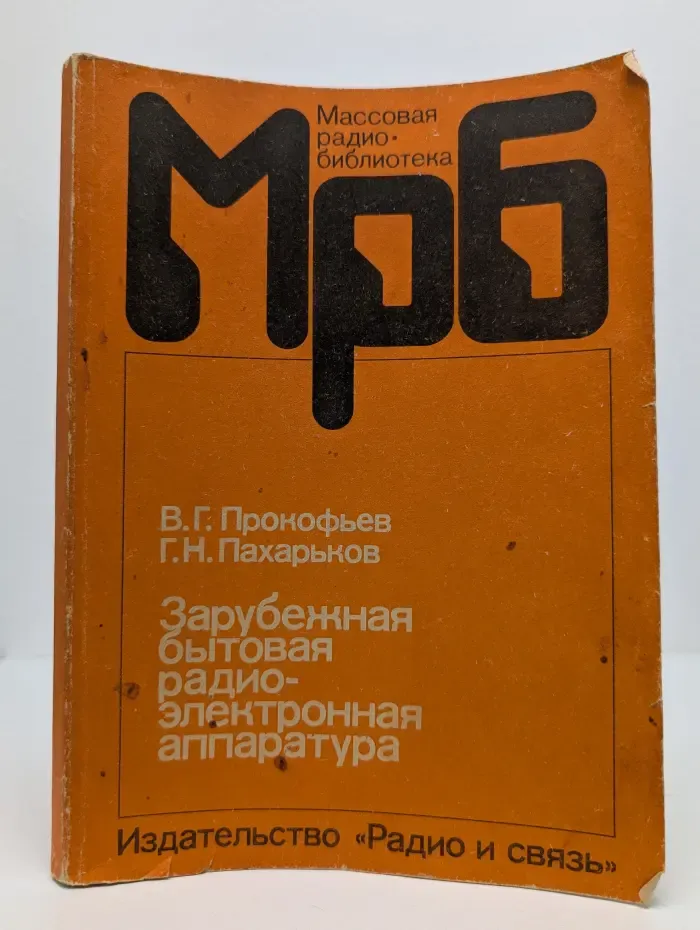 Мрб
Массовая
радио-
библиотека
В.Г. Прокофьев
Г.Н. Пахарьков
Зарубежная
бытовая
радио-
электронная
аппаратура
Издательство «Радио и связь»